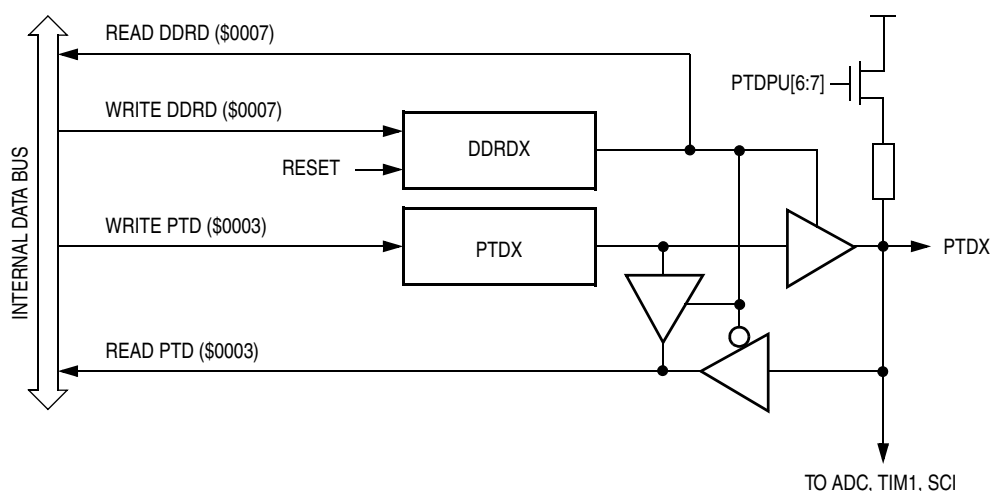 READ DDRD ($0007)
PTDPU[6:7]
WRITE DDRD ($0007)
DDRDX
RESET
INTERNAL DATA BUS
WRITE PTD ($0003)
PTDX
PTDX
READ PTD ($0003)
TO ADC, TIM1, SCI